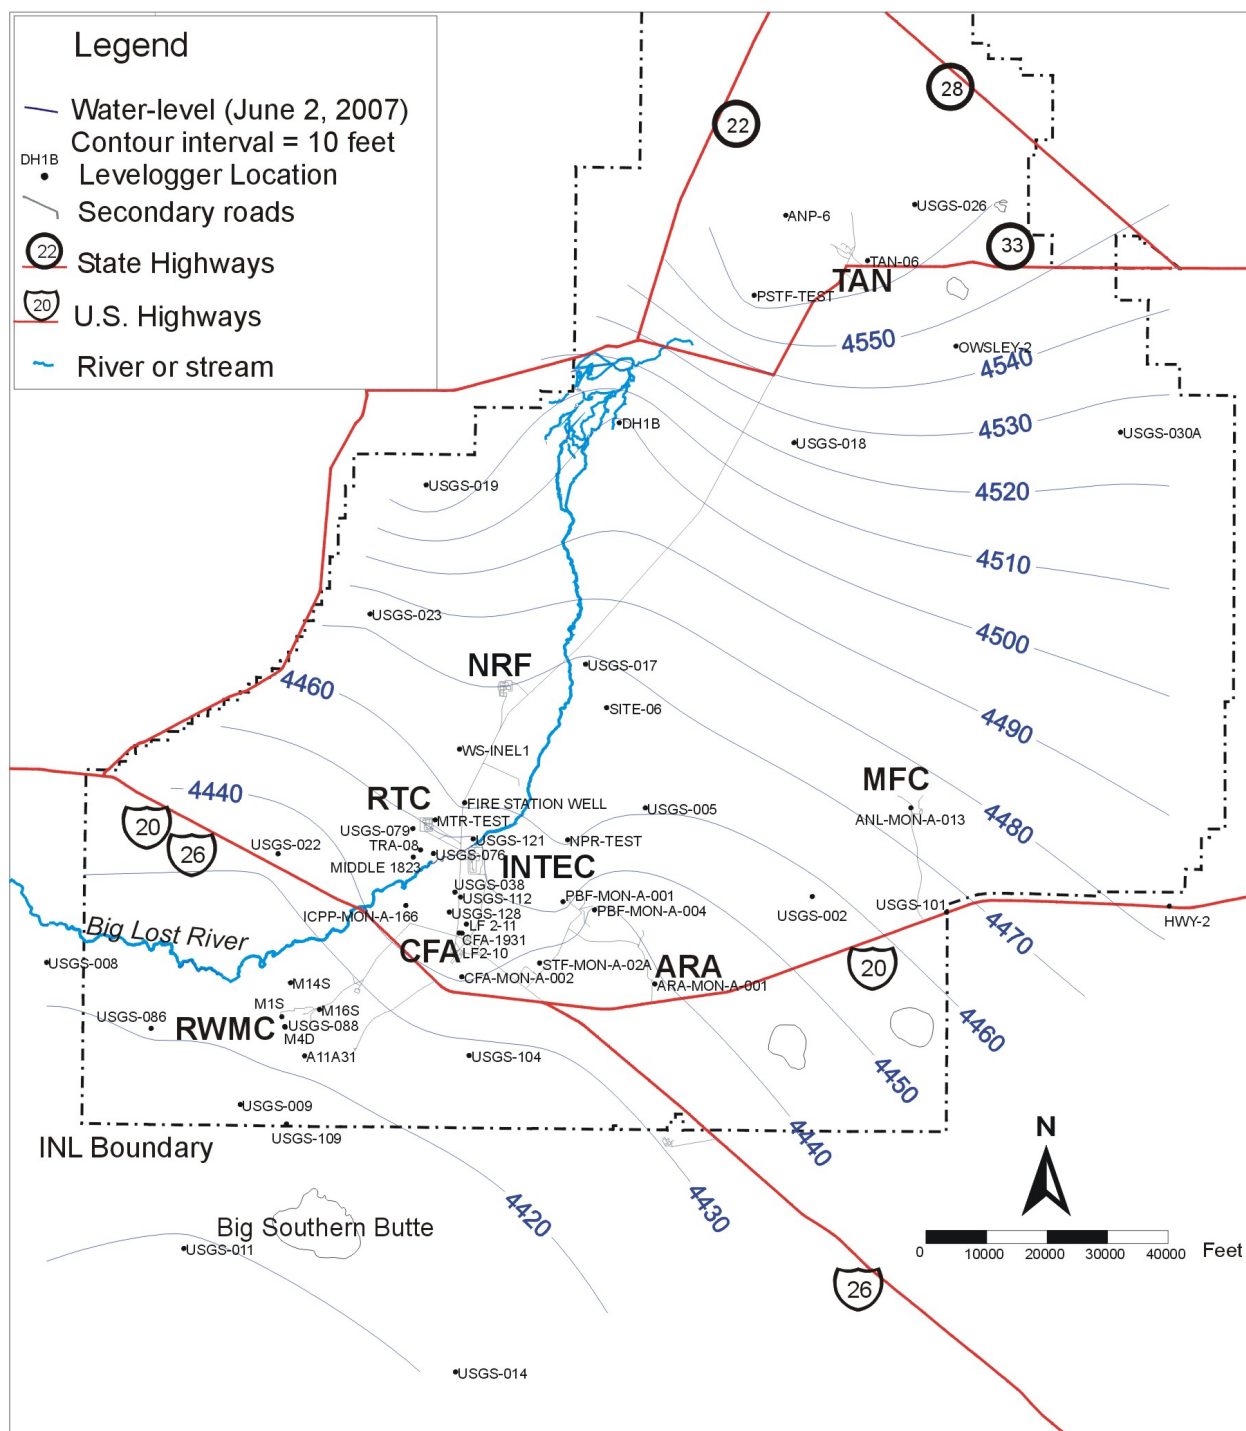 Legend
Water-level (June 2, 2007)
Contour interval = 10 feet
DH1B
Levelogger Location
Secondary roads
22
State Highways
20
U.S. Highways
River or stream
28
22
USGS-026
ANP-6
33
TAN-06
TAN
PSTF-TEST
4550
OWSLEY-2
4540
DH1B
4530
USGS-030A
USGS-018
USGS-019
4520
4510
USGS-023
4500
NRF
USGS-017
4460
SITE-06
4490
WS-INEL1
MFC
4440
RTC
FIRE STATION WELL
USGS-005
MTR-TEST
ANL-MON-A-013
20
USGS-079
4480
26
USGS-022
TRA-08
USGS-121
NPR-TEST
MIDDLE 1823
USGS-076
INTEC
USGS-038
USGS-112
PBF-MON-A-001
USGS-002
USGS-101
ICPP-MON-A-166
USGS-128
PBF-MON-A-004
HWY-2
Big Lost River
LF 2-11
4470
CFA-1931
CFA
LF2-10
USGS-008
STF-MON-A-02A
ARA
20
CFA-MON-A-002
ARA-MON-A-001
M14S
M1S
M16S
USGS-086
RWMC
USGS-088
4460
M4D
A11A31
USGS-104
4450
USGS-009
USGS-109
INL Boundary
4440
N
4420
4430
Big Southern Butte
USGS-011
0
10000
20000
30000
40000
Feet
26
USGS-014